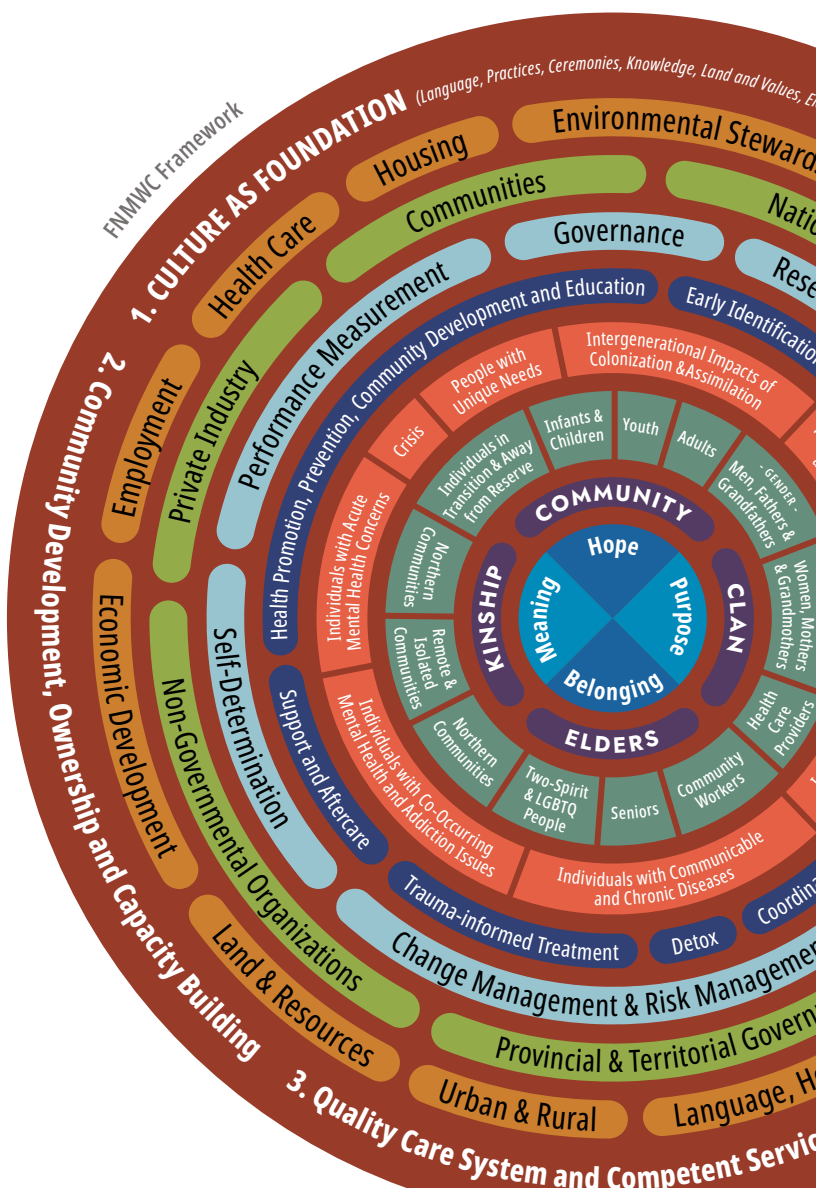 FNMWC Framework
1. CULTURE AS FOUNDATION
(Language, Practices, Ceremonies, Knowledge, Land and Values,
2. Community Development, Ownership and Capacity Building
3. Quality Care System and Competent
Environmental
Housing
Health Care
Employment
Economic Development
Land & Resources
Urban & Rural
Language,
Communities
Private Industry
Non-Governmental Organizations
Provincial & Territorial
Governance
Performance Measurement
Self-Determination
Change Management & Risk
Health Promotion, Prevention, Community Development and Education
Early Identification
Support and Aftercare
Trauma-informed Treatment
Detox
Intergenerational Impacts of
Colonization & Assimilation
People with
Unique Needs
Crisis
Individuals with Acute
Mental Health Concerns
Individuals with Co-Occurring
Mental Health and Addiction Issues
Individuals with Communicable
and Chronic Diseases
Infants &
Children
Youth
Adults
- GENDER -
Men, Fathers &
Grandfathers
Women, Mothers
& Grandmothers
Health
Care
Providers
Community
Workers
Seniors
Two-Spirit
& LGBTQ
People
Northern
Communities
Remote &
Isolated
Communities
Northern
Communities
Individuals in
Transition & Away
from Reserve
COMMUNITY
CLAN
ELDERS
KINSHIP
Hope
Purpose
Belonging
Meaning